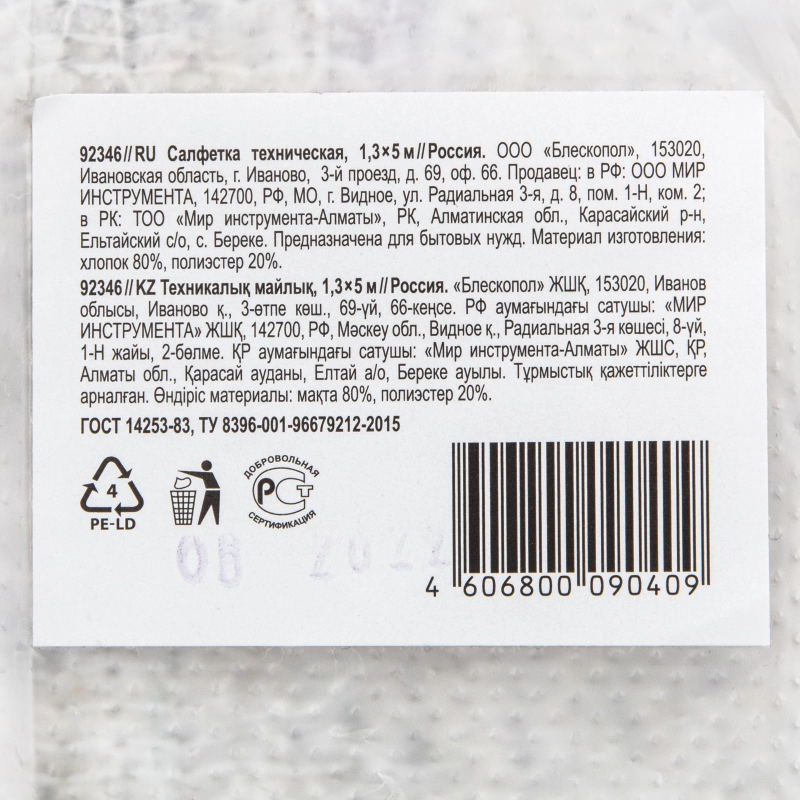 92346//RU Салфетка техническая, 1,3×5 м//Россия. ООО «Блескопол», 153020,
Ивановская область, г. Иваново, 3-й проезд, д. 69, оф. 66. Продавец: в РФ: ООО МИР
ИНСТРУМЕНТА, 142700, РФ, МО, г. Видное, ул. Радиальная 3-я, д. 8, пом. 1-Н, ком. 2;
в РК: ТОО «Мир инструмента-Алматы», РК, Алматинская обл., Карасайский р-н,
Ельтайский с/о, с. Береке. Предназначена для бытовых нужд. Материал изготовления:
хлопок 80%, полиэстер 20%.
92346//KZ Техникалық майлық, 1,3×5 м//Россия. «Блескопол» ЖШҚ, 153020, Иванов
облысы, Иваново қ., 3-өтпе көш., 69-үй, 66-кеңсе. РФ аумағындағы сатушы: «МИР
ИНСТРУМЕНТА» ЖШҚ, 142700, РФ, Мәскеу обл., Видное қ., Радиальная 3-я көшесі, 8-үй,
1-Н жайы, 2-бөлме. ҚР аумағындағы сатушы: «Мир инструмента-Алматы» ЖШС, ҚР,
Алматы обл., Қарасай ауданы, Елтай а/о, Береке ауылы. Тұрмыстық қажеттіліктерге
арналған. Өндіріс материалы: мақта 80%, полиэстер 20%.
ГОСТ 14253-83, ТУ 8396-001-96679212-2015
4
PE-LD
ДОБРОВОЛЬНАЯ
РСТ
СЕРТИФИКАЦИЯ
08 2022
4 606800 090409